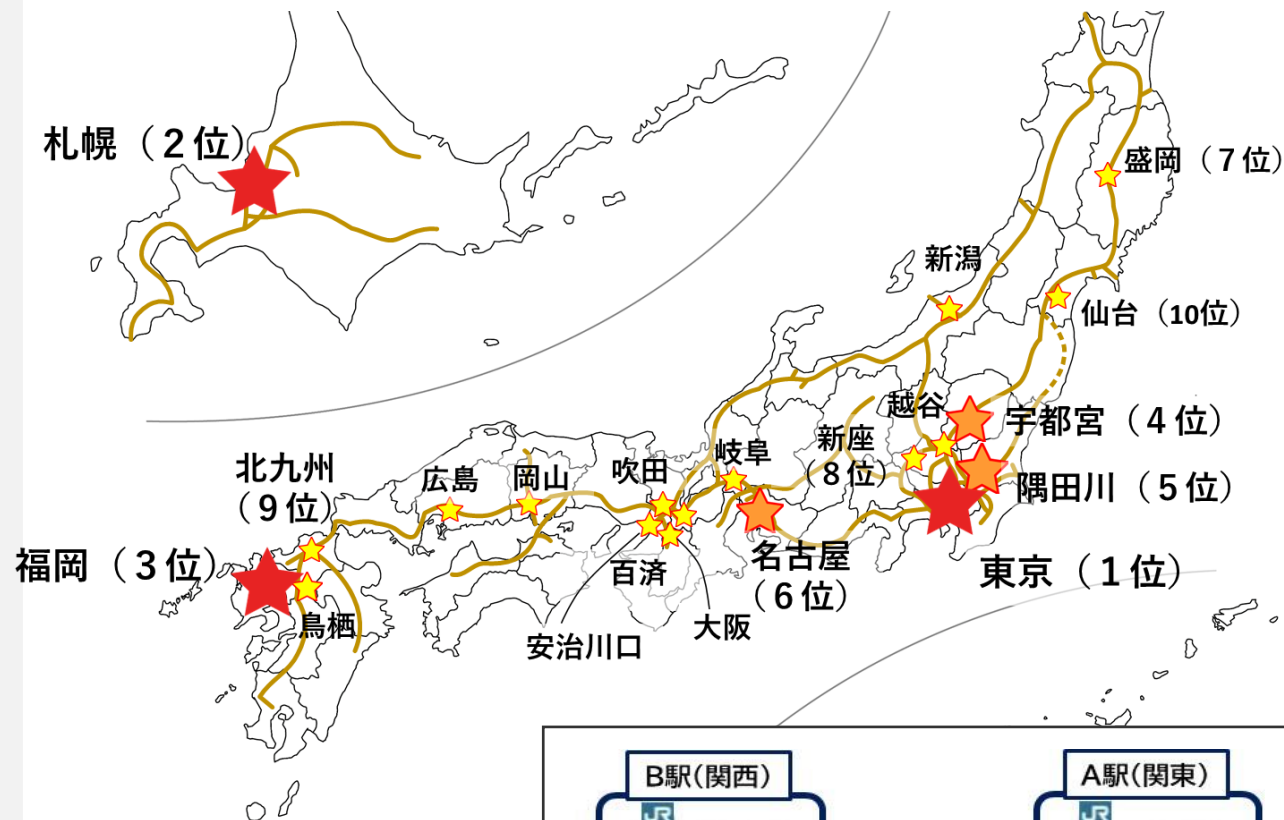 札幌（２位）
盛岡（７位）
新潟
仙台（10位）
越谷
宇都宮（４位）
新座
（８位）
岐阜
吹田
岡山
広島
北九州
（９位）
隅田川（５位）
福岡（３位）
名古屋
（６位）
東京（１位）
百済
鳥栖
大阪
安治川口
B駅(関西)
A駅(関東)
JR
JR